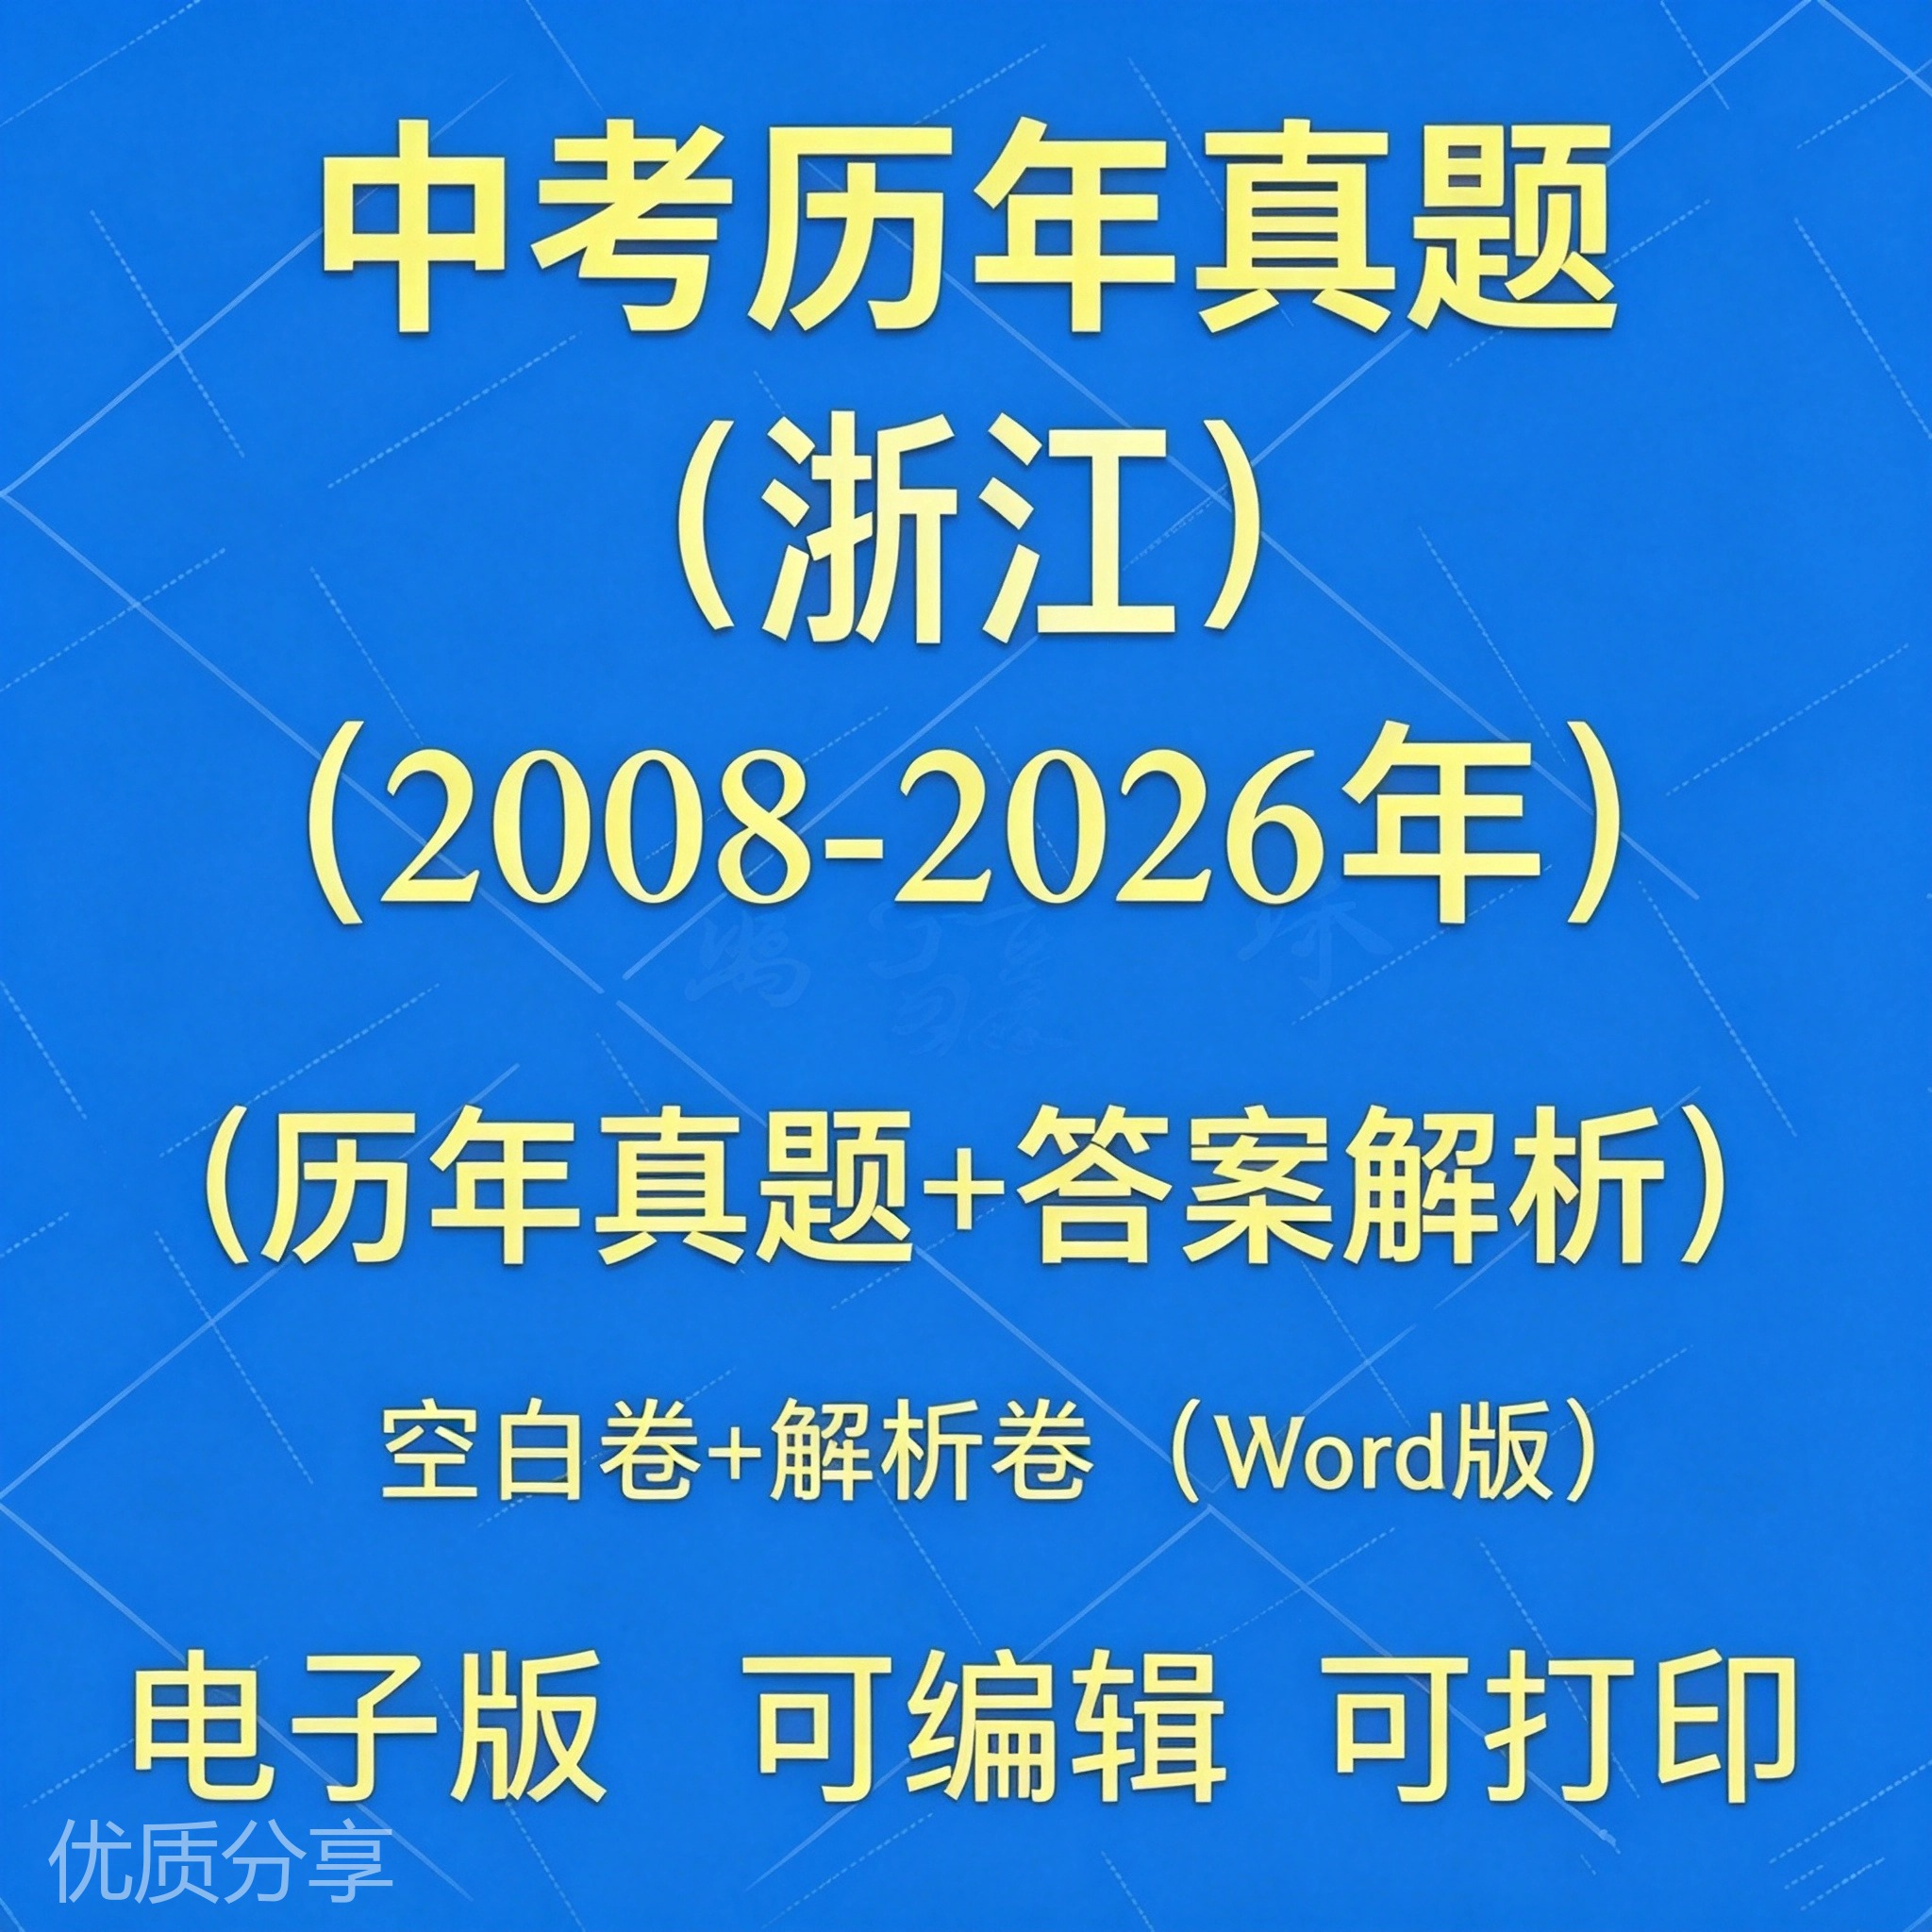 中考历年真题
（浙江）
（2008-2026年）
（历年真题+答案解析）
空白卷+解析卷（Word版）
电子版 可编辑 可打印
优质分享